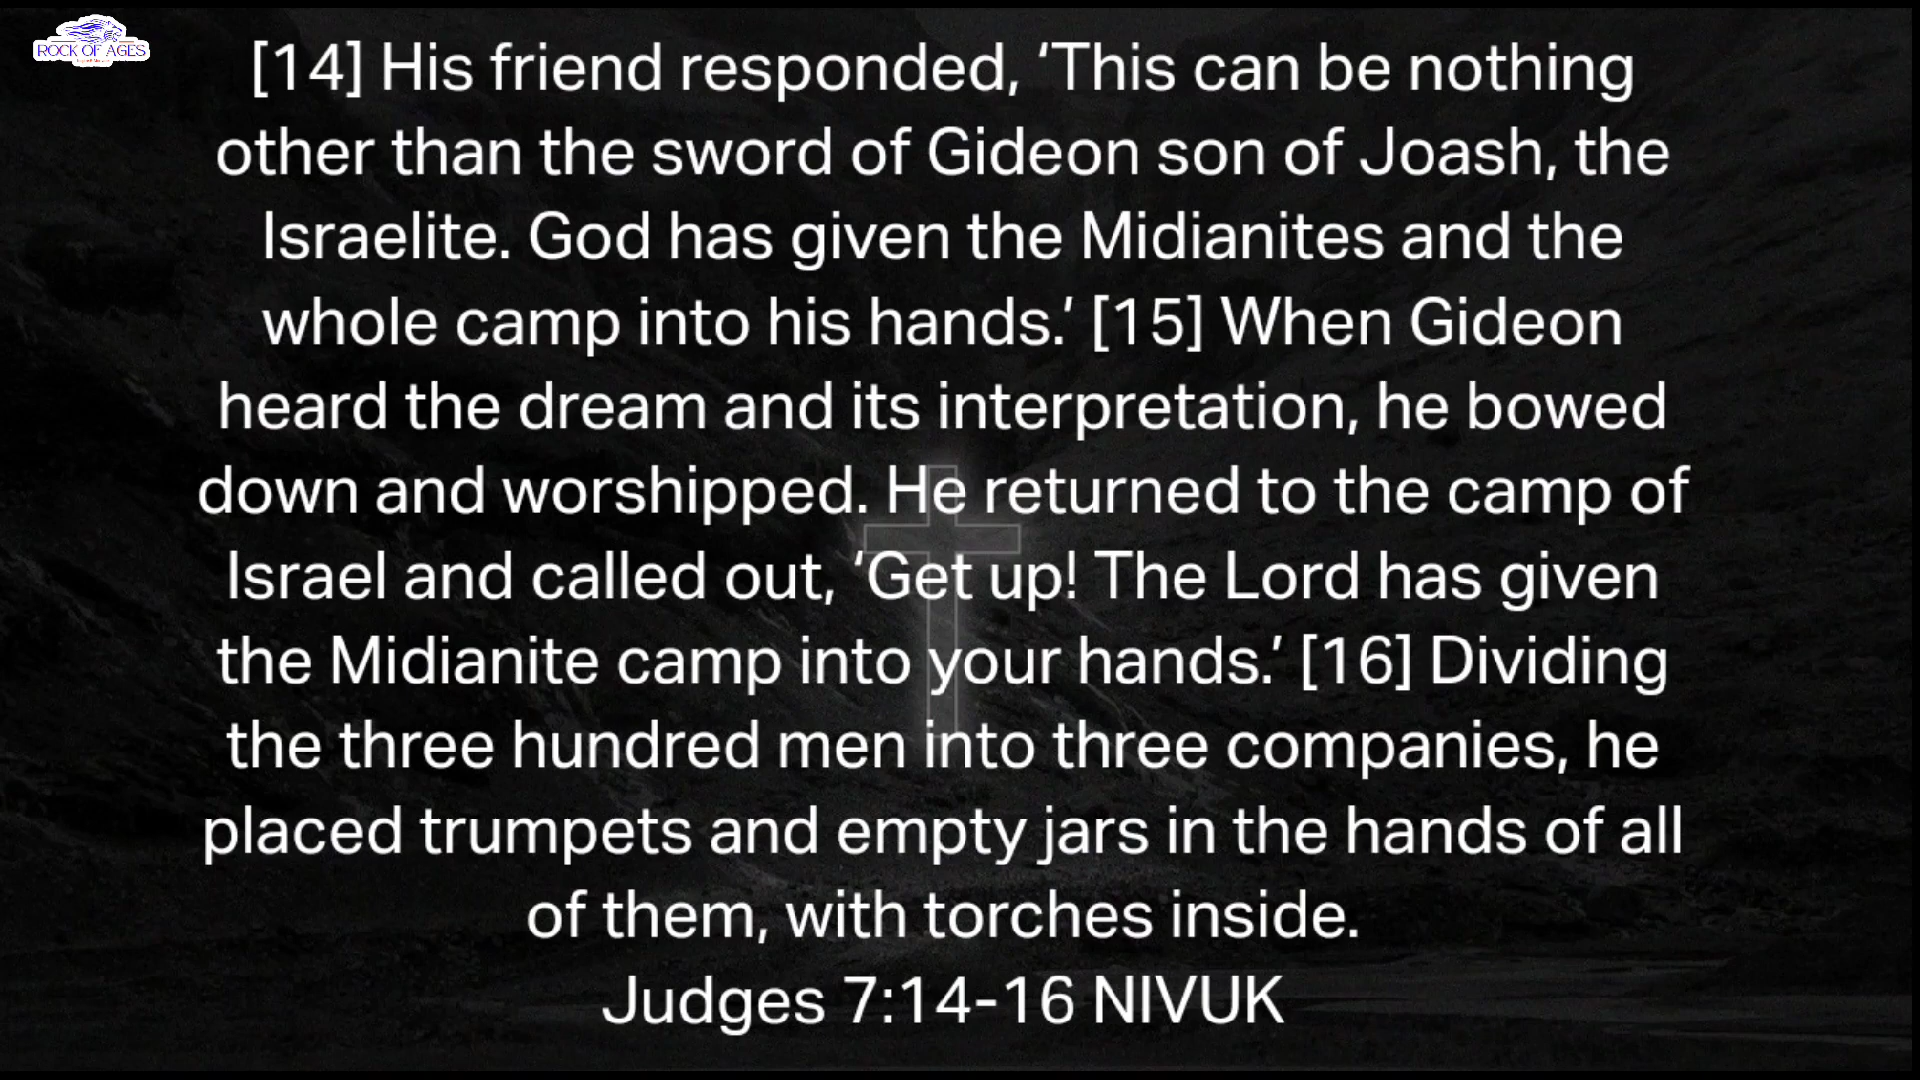 ROCK OF AGES
[14] His friend responded, ‘This can be nothing
other than the sword of Gideon son of Joash, the
Israelite. God has given the Midianites and the
whole camp into his hands.’ [15] When Gideon
heard the dream and its interpretation, he bowed
down and worshipped. He returned to the camp of
Israel and called out, ‘Get up! The Lord has given
the Midianite camp into your hands.’ [16] Dividing
the three hundred men into three companies, he
placed trumpets and empty jars in the hands of all
of them, with torches inside.
Judges 7:14-16 NIVUK